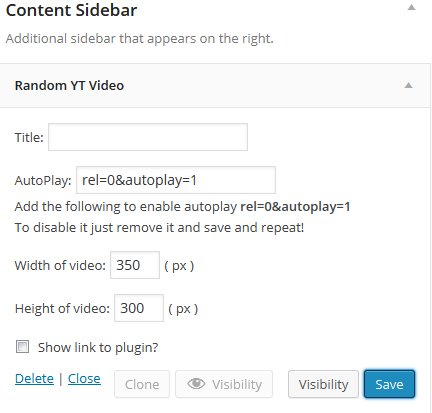 Content Sidebar
Additional sidebar that appears on the right.
Random YT Video
Title:
AutoPlay: rel=0&autoplay=1
Add the following to enable autoplay rel=0&autoplay=1
To disable it just remove it and save and repeat!
Width of video: 350 ( px )
Height of video: 300 ( px )
Show link to plugin?
Delete | Close Clone Visibility Visibility Save